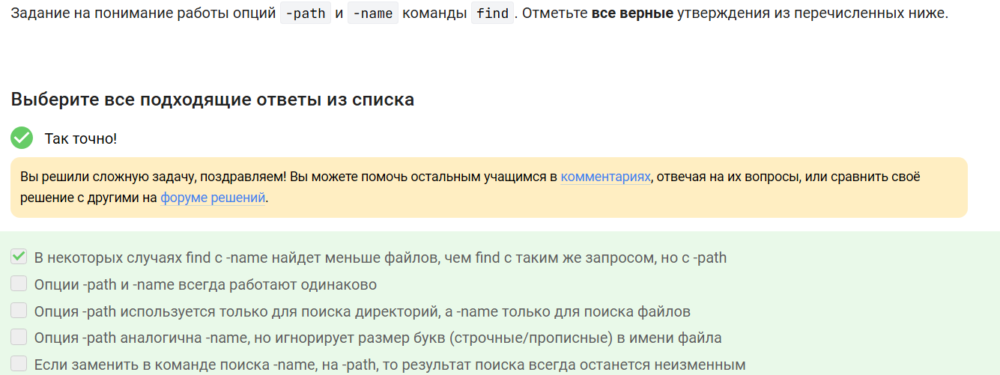 Задание на понимание работы опций -path и -name команды find. Отметьте все верные утверждения из перечисленных ниже.
Выберите все подходящие ответы из списка
Так точно!
Вы решили сложную задачу, поздравляем! Вы можете помочь остальным учащимся в комментариях, отвечая на их вопросы, или сравнить своё
решение с другими на форуме решений.
В некоторых случаях find с -name найдет меньше файлов, чем find с таким же запросом, но с -path
Опции -path и -name всегда работают одинаково
Опция -path используется только для поиска директорий, а -name только для поиска файлов
Опция -path аналогична -name, но игнорирует размер букв (строчные/прописные) в имени файла
Если заменить в команде поиска -name, на -path, то результат поиска всегда останется неизменным